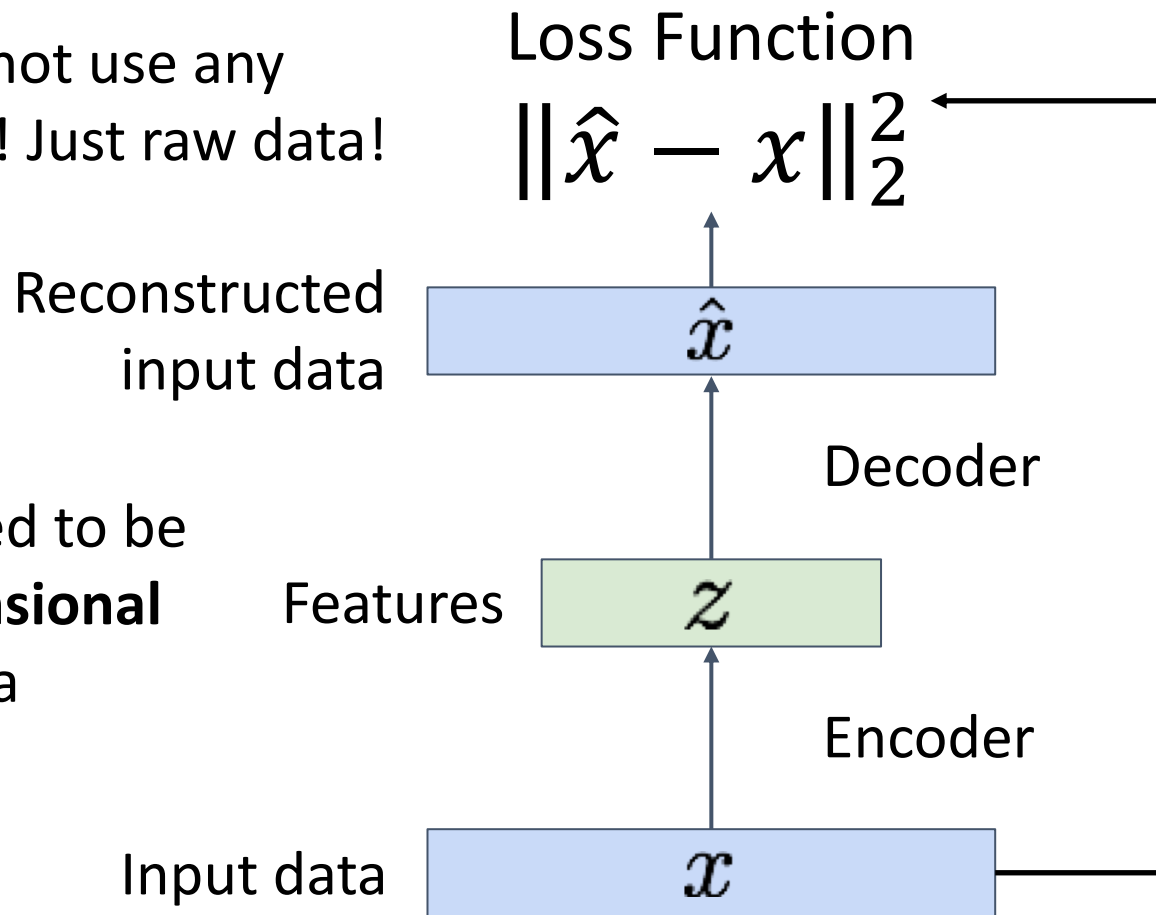 Loss Function
not use any
! Just raw data!
‖x̂ − x‖₂²
Reconstructed
input data
x̂
Decoder
ed to be
sional
a
Features
z
Encoder
Input data
x